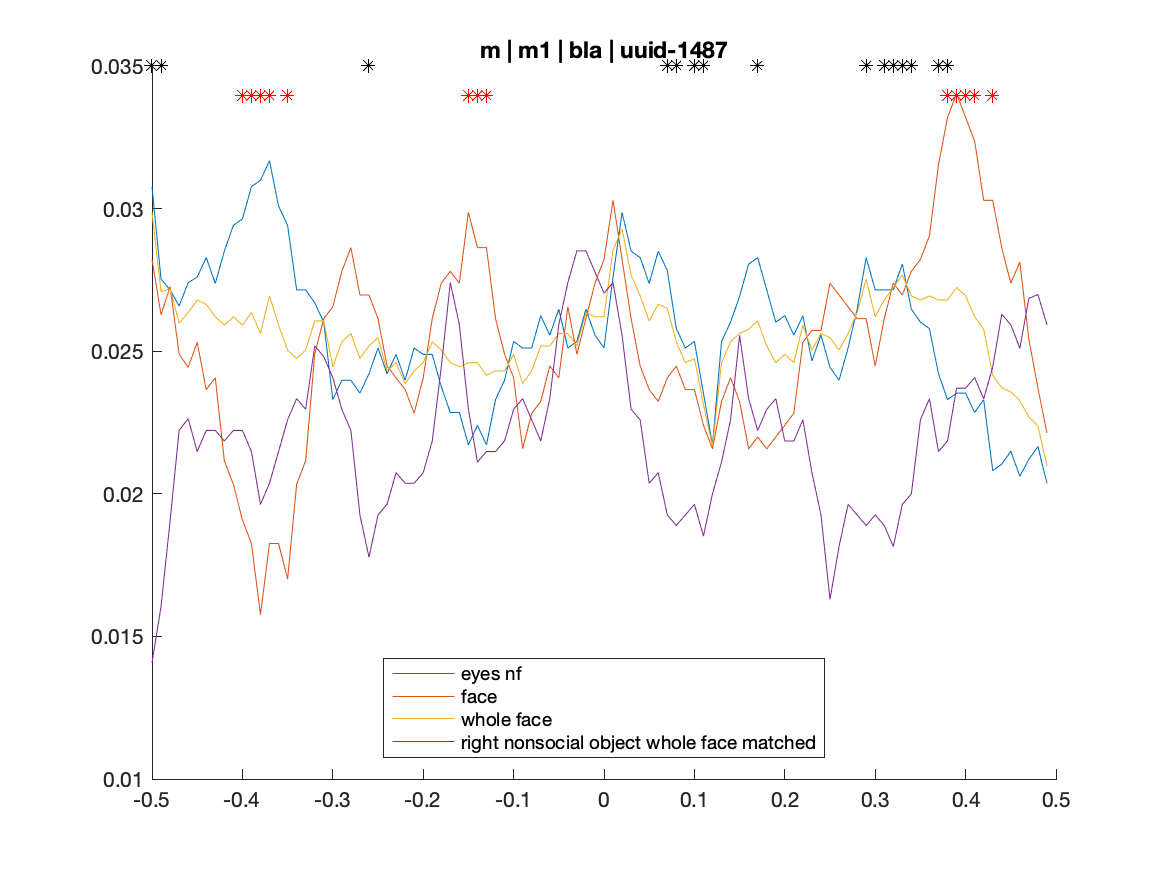 m | m1 | bla | uuid-1487
0.035
0.03
0.025
0.02
0.015
0.01
eyes nf
face
whole face
right nonsocial object whole face matched
-0.5 -0.4 -0.3 -0.2 -0.1 0 0.1 0.2 0.3 0.4 0.5